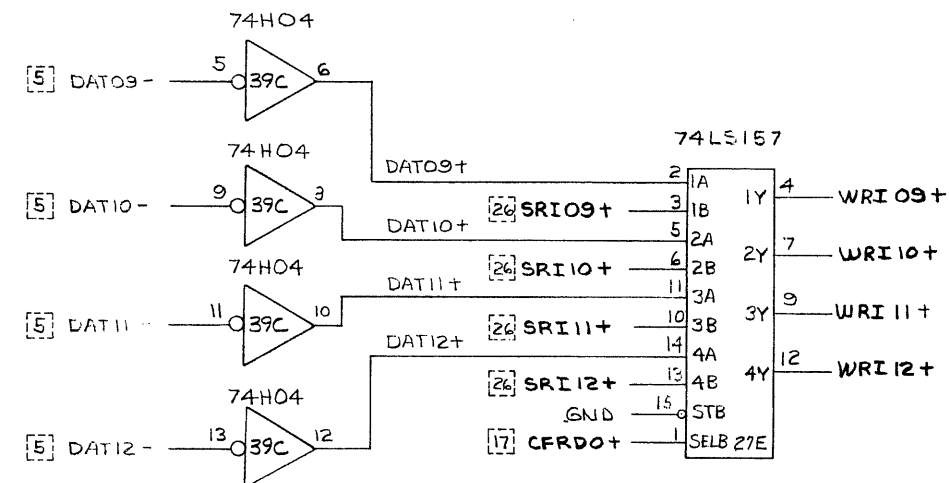 74H04
[5] DAT09- 5 39C 6
74H04
[5] DAT10- 9 39C 3
74H04
[5] DAT11 11 39C 10
74H04
[5] DAT12- 13 39C 12
DAT09+
DAT10+
DAT11+
DAT12+
74LS157
2 1A
[26] SRI09+ 3 1B
5 2A
[26] SRI10+ 6 2B
11 3A
[26] SRI11+ 10 3B
14 4A
[26] SRI12+ 13 4B
GND 15 STB
[17] CFRD0+ 1 SELB 27E
1Y 4 WRI09+
2Y 7 WRI10+
3Y 9 WRI11+
4Y 12 WRI12+